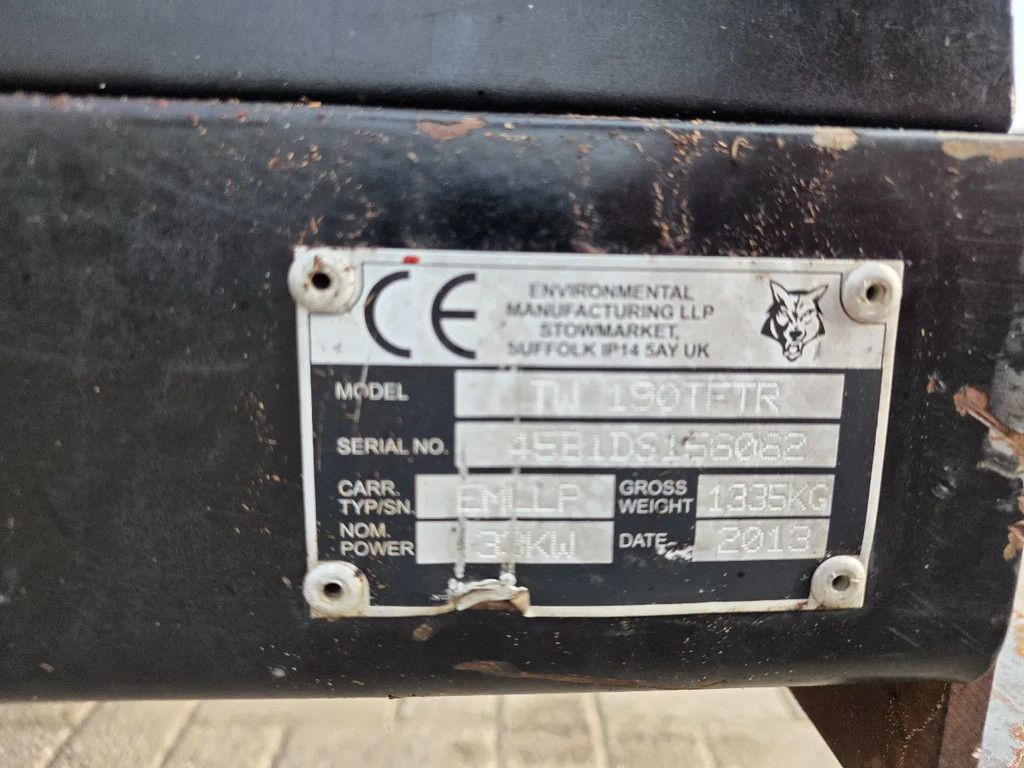 CE
ENVIRONMENTAL
MANUFACTURING LLP
STOWMARKET,
SUFFOLK IP14 5AY UK
MODEL TW 190TFTR
SERIAL NO.
CARR. TYP/SN. EMLLP GROSS WEIGHT 1335KG
NOM. POWER DATE 2013